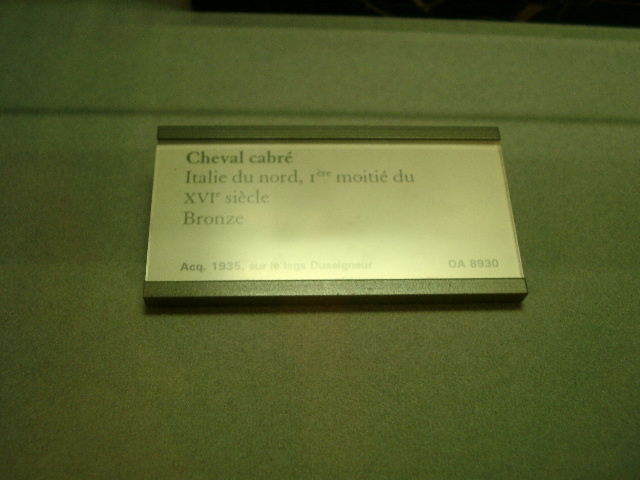 Cheval cabré
Italie du nord, 1ère moitié du
XVIe siècle
Bronze
Acq. 1935, sur le legs Duseigneur
OA 8930